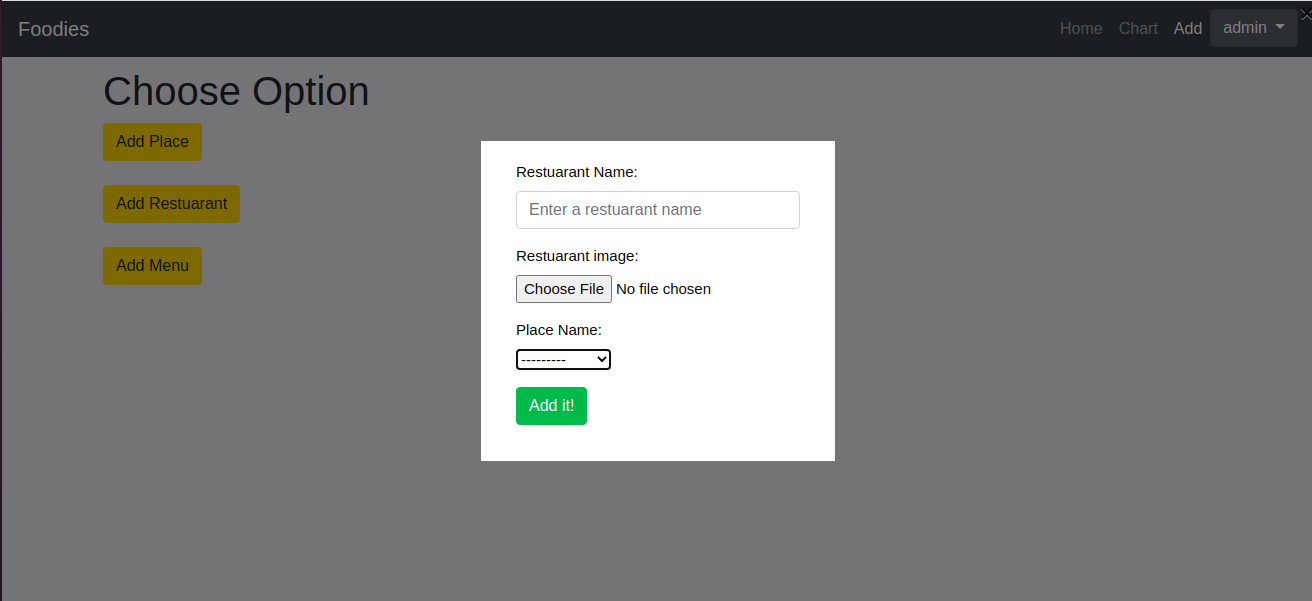 Foodies Home Chart Add admin
Choose Option
Add Place
Add Restuarant
Add Menu
Restuarant Name:
Enter a restuarant name
Restuarant image:
Choose File No file chosen
Place Name:
---------
Add it!